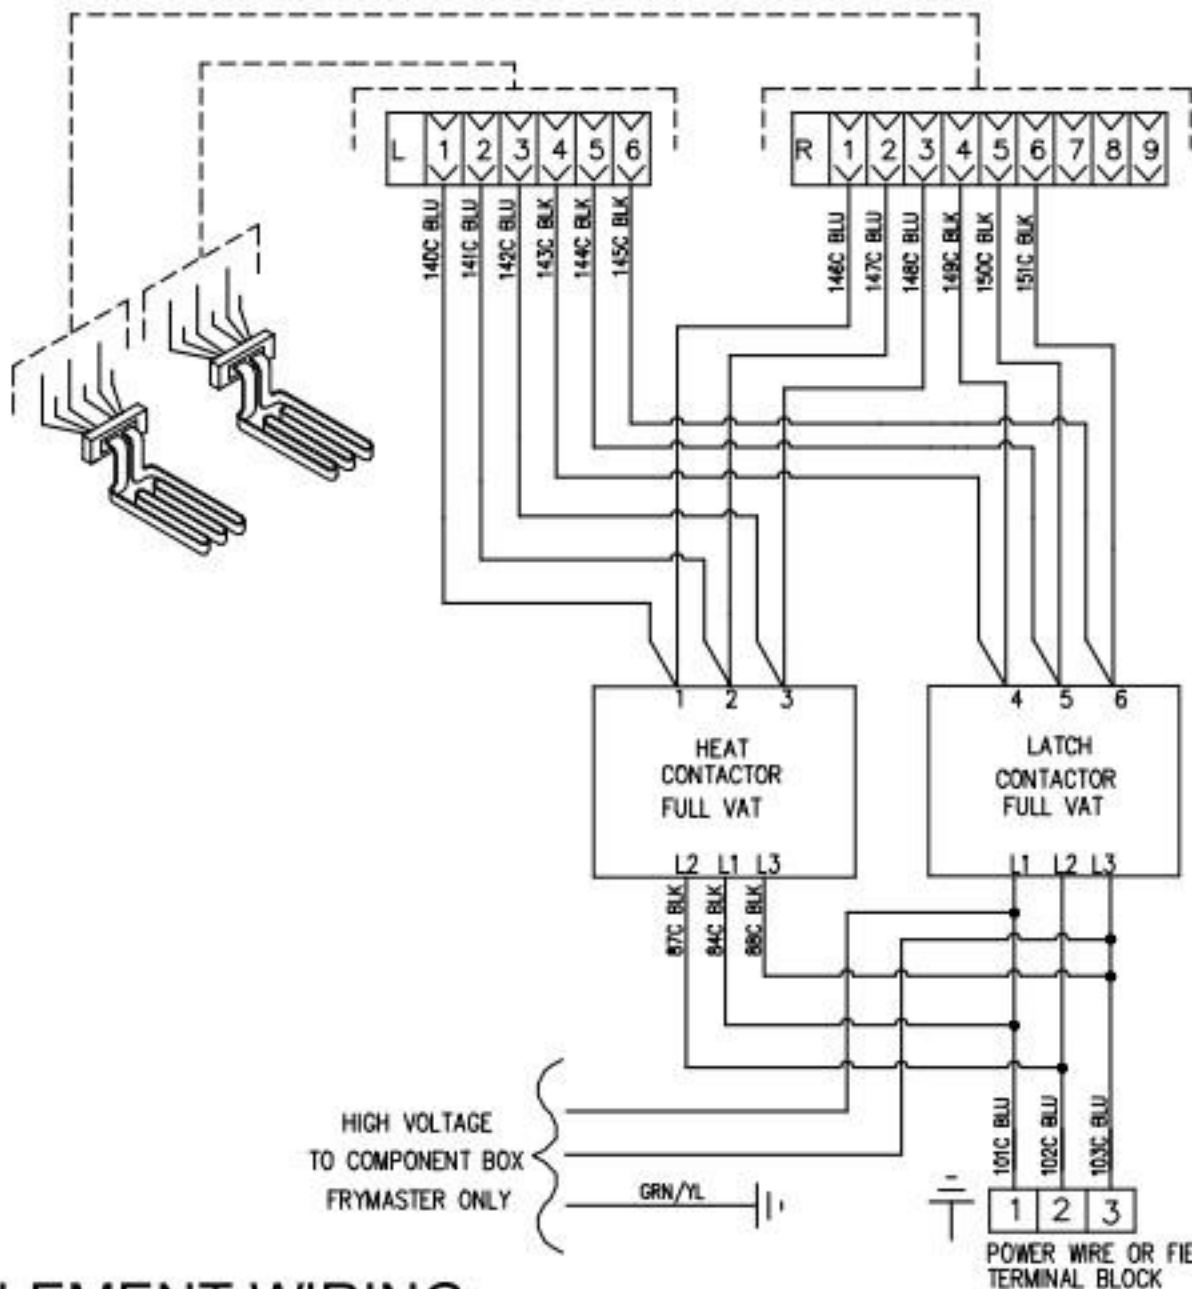 L 1 2 3 4 5 6
R 1 2 3 4 5 6 7 8 9
140C BLU
141C BLU
142C BLU
143C BLK
144C BLK
145C BLK
146C BLU
147C BLU
148C BLU
149C BLK
150C BLK
151C BLK
1 2 3
HEAT
CONTACTOR
FULL VAT
L2 L1 L3
4 5 6
LATCH
CONTACTOR
FULL VAT
L1 L2 L3
87C BLK
84C BLK
88C BLK
HIGH VOLTAGE
TO COMPONENT BOX
FRYMASTER ONLY
GRN/YL
101C BLU
102C BLU
103C BLU
1 2 3
POWER WIRE OR FIE
TERMINAL BLOCK
LEMENT WIRING